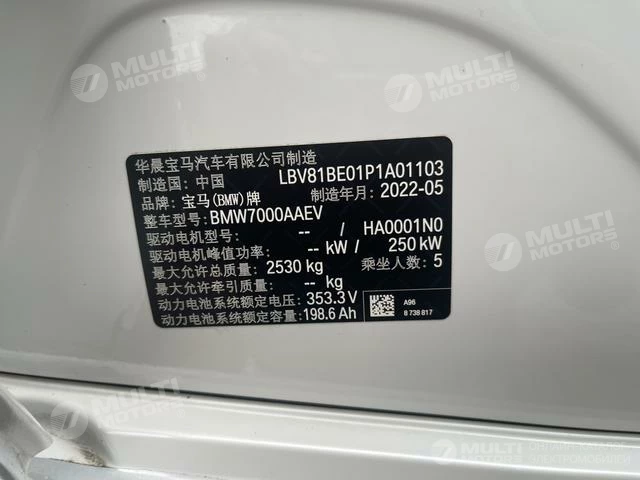 MULTI
MOTORS
MULTI
MOTORS
华晨宝马汽车有限公司制造
制造国: 中国 LBV81BE01P1A01103
品牌: 宝马(BMW)牌 制造年月: 2022-05
整车型号: BMW7000AAEV
驱动电机型号: -- / HA0001N0
驱动电机峰值功率: -- kW / 250 kW
最大允许总质量: 2530 kg 乘坐人数: 5
最大允许牵引质量: -- kg
动力电池系统额定电压: 353.3 V
动力电池系统额定容量: 198.6 Ah
A96
8 738 817
MULTI
MOTORS
MULTI
MOTORS
MULTI
MOTORS
ЭЛЕКТРОМОБИЛЕЙ